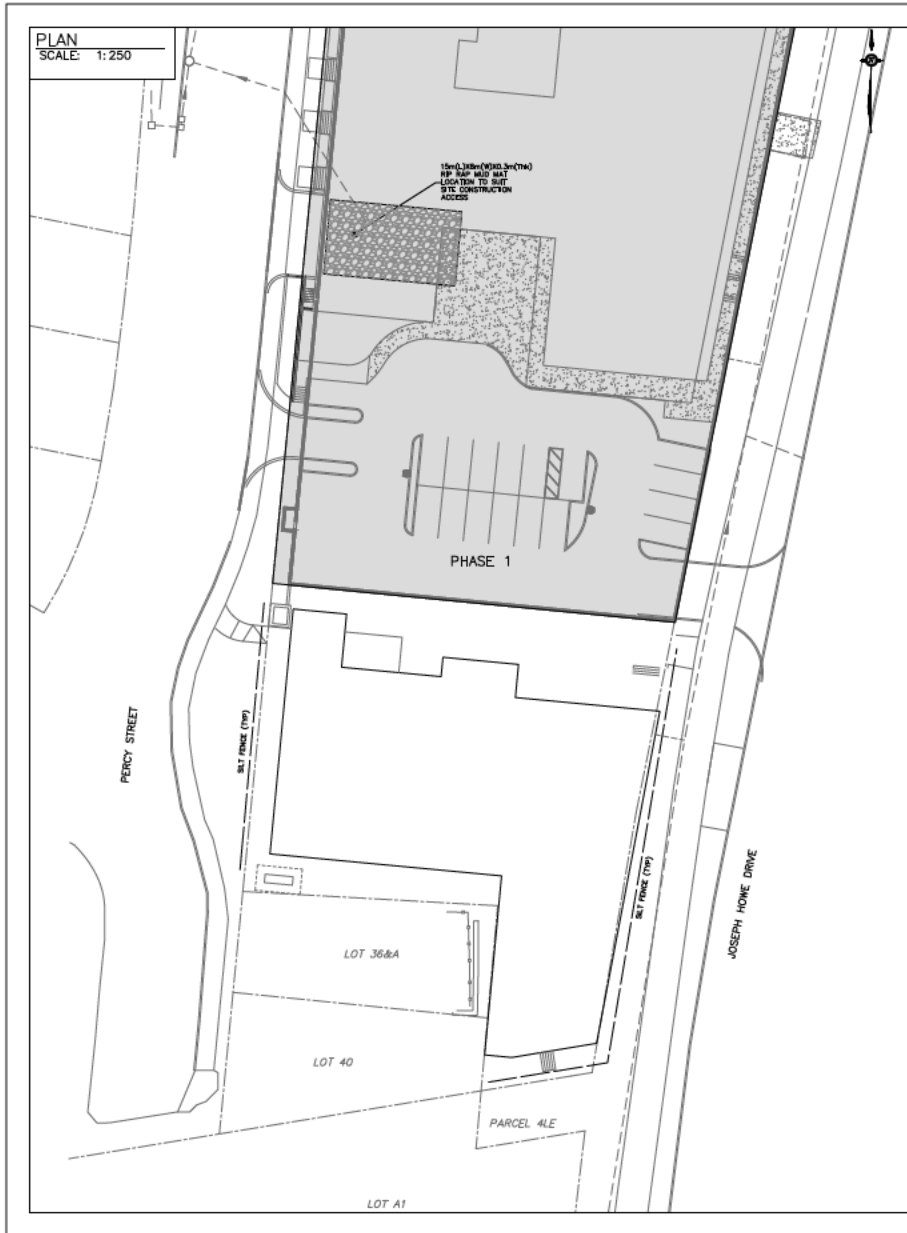 PLAN
SCALE: 1:250
15m(L)X8m(W)X0.3m(Thk)
RIP RAP MUD MAT
LOCATION TO SUIT
SITE CONSTRUCTION
ACCESS
PHASE 1
PERCY STREET
SILT FENCE (TYP)
SILT FENCE (TYP)
JOSEPH HOWE DRIVE
LOT 36&A
LOT 40
PARCEL 4LE
LOT A1